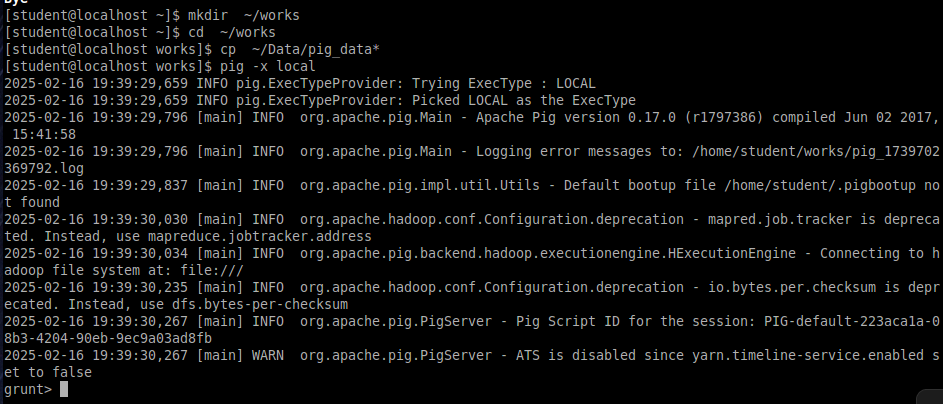 Bye
[student@localhost ~]$ mkdir  ~/works
[student@localhost ~]$ cd  ~/works
[student@localhost works]$ cp  ~/Data/pig_data*
[student@localhost works]$ pig -x local
2025-02-16 19:39:29,659 INFO pig.ExecTypeProvider: Trying ExecType : LOCAL
2025-02-16 19:39:29,659 INFO pig.ExecTypeProvider: Picked LOCAL as the ExecType
2025-02-16 19:39:29,796 [main] INFO  org.apache.pig.Main - Apache Pig version 0.17.0 (r1797386) compiled Jun 02 2017,
 15:41:58
2025-02-16 19:39:29,796 [main] INFO  org.apache.pig.Main - Logging error messages to: /home/student/works/pig_1739702
369792.log
2025-02-16 19:39:29,837 [main] INFO  org.apache.pig.impl.util.Utils - Default bootup file /home/student/.pigbootup no
t found
2025-02-16 19:39:30,030 [main] INFO  org.apache.hadoop.conf.Configuration.deprecation - mapred.job.tracker is depreca
ted. Instead, use mapreduce.jobtracker.address
2025-02-16 19:39:30,034 [main] INFO  org.apache.pig.backend.hadoop.executionengine.HExecutionEngine - Connecting to h
adoop file system at: file:///
2025-02-16 19:39:30,235 [main] INFO  org.apache.hadoop.conf.Configuration.deprecation - io.bytes.per.checksum is depr
ecated. Instead, use dfs.bytes-per-checksum
2025-02-16 19:39:30,267 [main] INFO  org.apache.pig.PigServer - Pig Script ID for the session: PIG-default-223aca1a-0
8b3-4204-90eb-9ec9a03ad8fb
2025-02-16 19:39:30,267 [main] WARN  org.apache.pig.PigServer - ATS is disabled since yarn.timeline-service.enabled s
et to false
grunt>